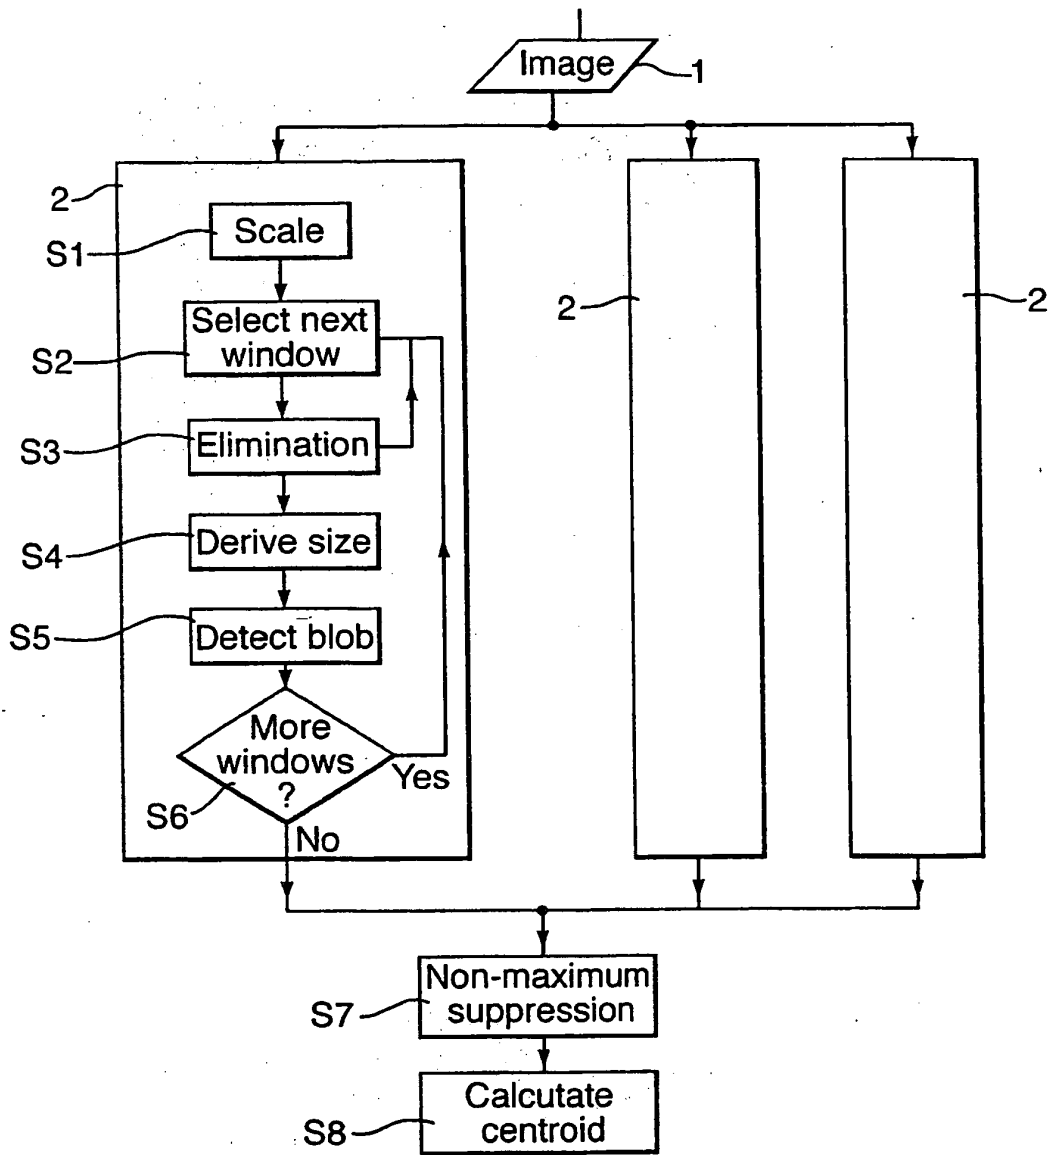 Image
1
2
Scale
S1
Select next
window
S2
2
2
Elimination
S3
Derive size
S4
Detect blob
S5
More
windows
?
Yes
S6
No
Non-maximum
suppression
S7
Calcutate
centroid
S8